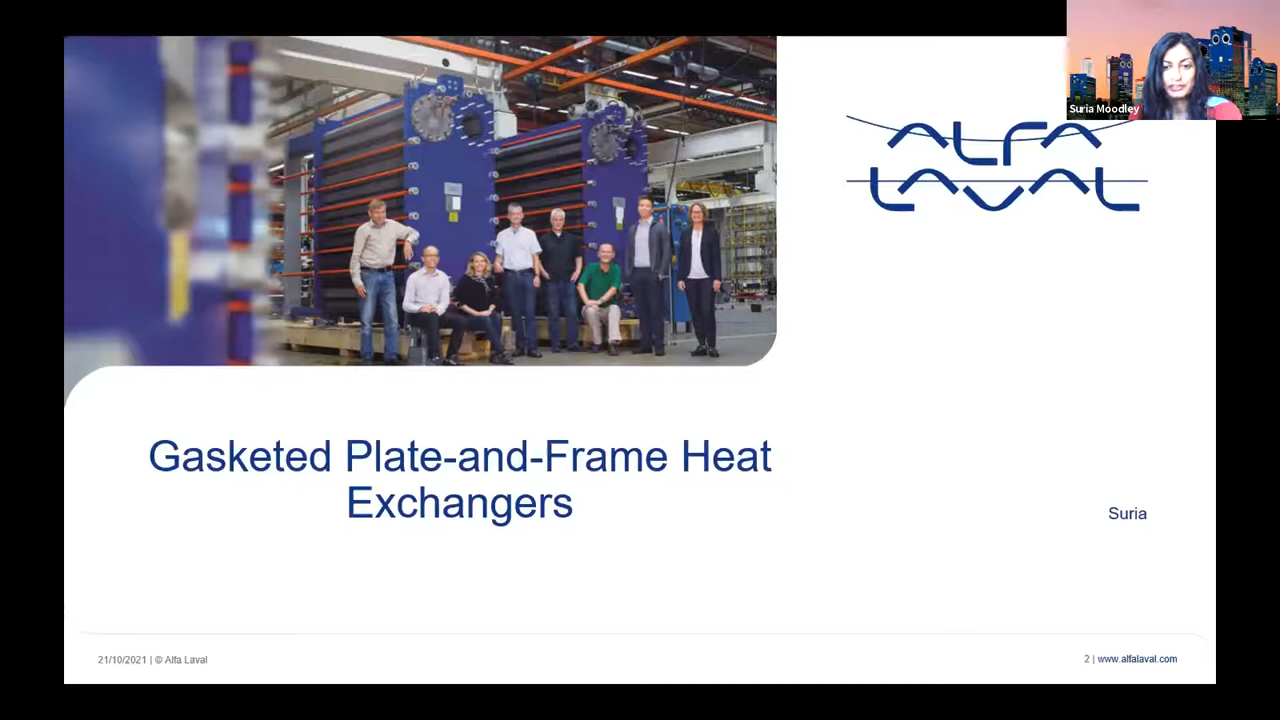 Suria Moodley
ALFA
LAVAL
Gasketed Plate-and-Frame Heat
Exchangers
Suria
21/10/2021 | © Alfa Laval
2 | www.alfalaval.com